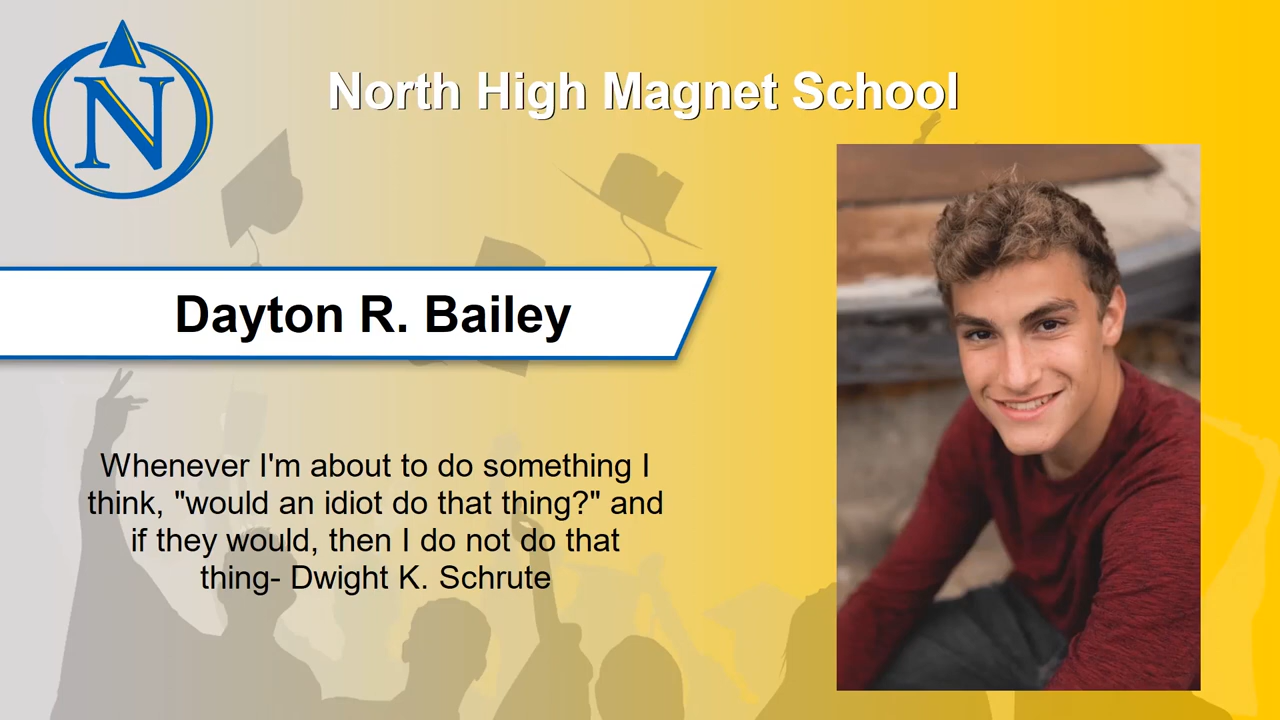 N
North High Magnet School
Dayton R. Bailey
Whenever I'm about to do something I
think, "would an idiot do that thing?" and
if they would, then I do not do that
thing- Dwight K. Schrute